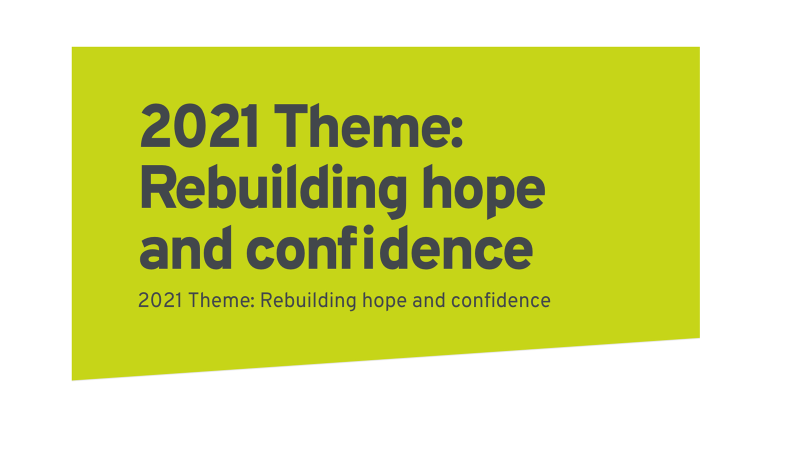 2021 Theme:
Rebuilding hope
and confidence
2021 Theme: Rebuilding hope and confidence